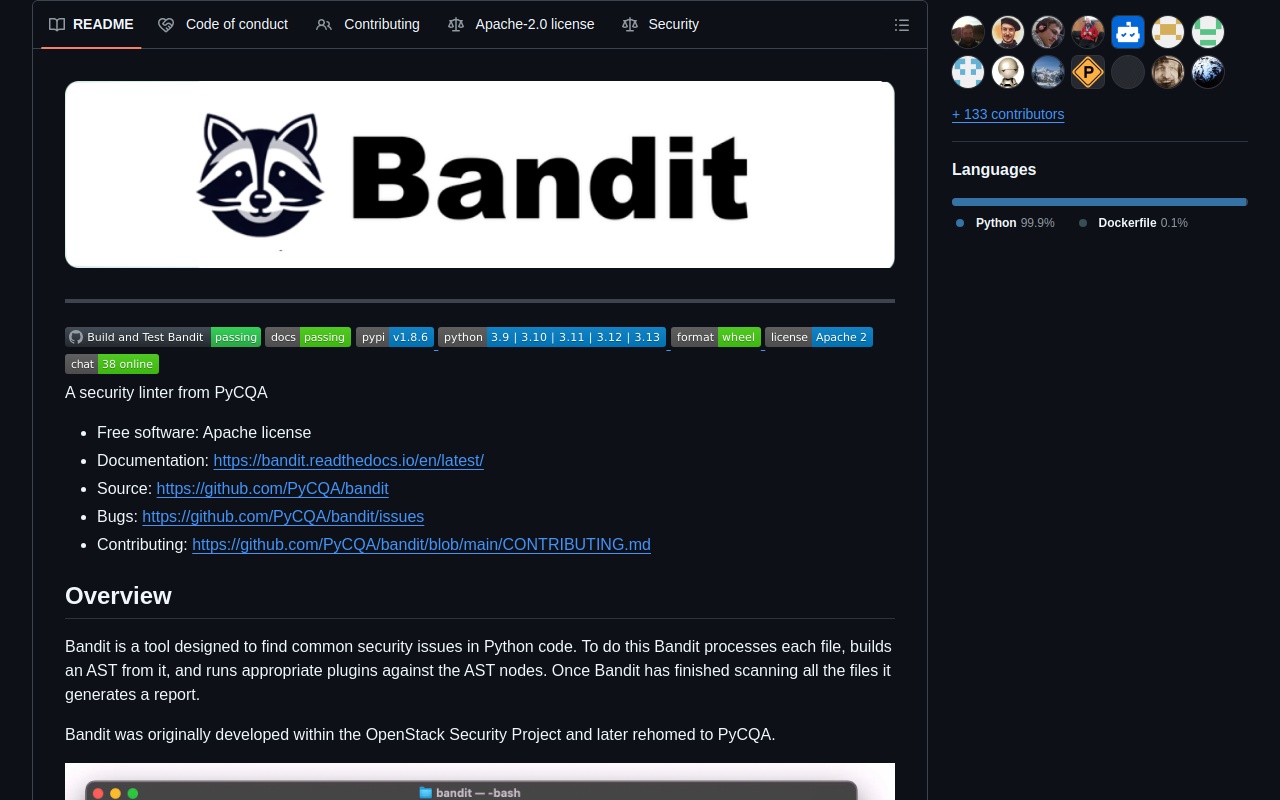 README
Code of conduct
Contributing
Apache-2.0 license
Security
Bandit
Build and Test Bandit passing
docs passing
pypi v1.8.6
python 3.9 | 3.10 | 3.11 | 3.12 | 3.13
format wheel
license Apache 2
chat 38 online
A security linter from PyCQA
Free software: Apache license
Documentation: https://bandit.readthedocs.io/en/latest/
Source: https://github.com/PyCQA/bandit
Bugs: https://github.com/PyCQA/bandit/issues
Contributing: https://github.com/PyCQA/bandit/blob/main/CONTRIBUTING.md
Overview
Bandit is a tool designed to find common security issues in Python code. To do this Bandit processes each file, builds
an AST from it, and runs appropriate plugins against the AST nodes. Once Bandit has finished scanning all the files it
generates a report.
Bandit was originally developed within the OpenStack Security Project and later rehomed to PyCQA.
bandit — -bash
P
+ 133 contributors
Languages
Python 99.9%
Dockerfile 0.1%